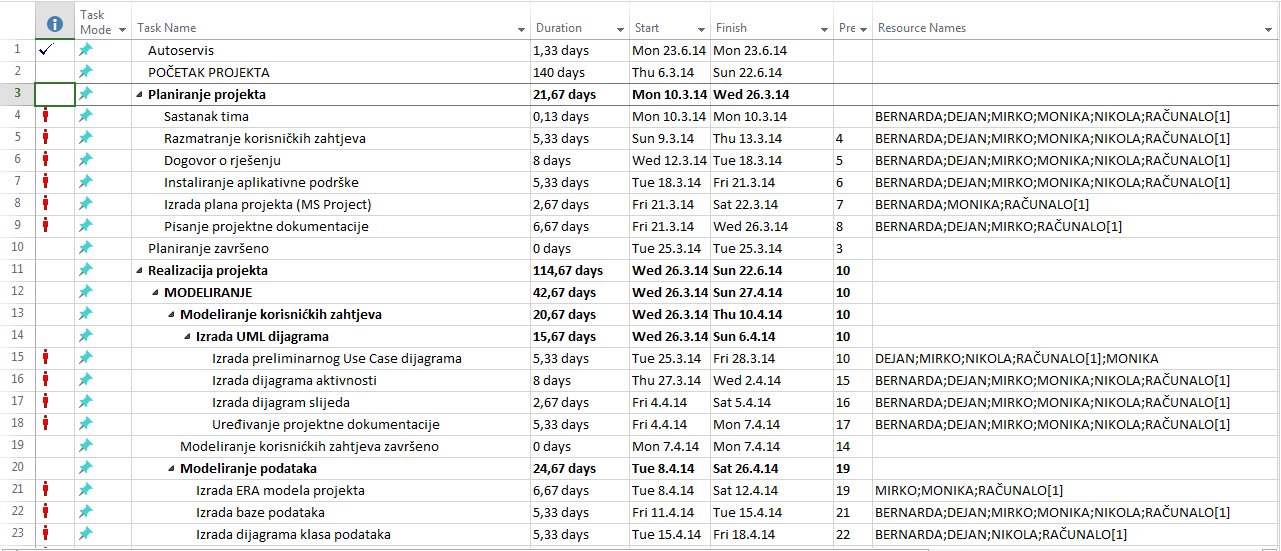 Task Mode Task Name Duration Start Finish Pre Resource Names
1 Autoservis 1,33 days Mon 23.6.14 Mon 23.6.14
2 POČETAK PROJEKTA 140 days Thu 6.3.14 Sun 22.6.14
3 Planiranje projekta 21,67 days Mon 10.3.14 Wed 26.3.14
4 Sastanak tima 0,13 days Mon 10.3.14 Mon 10.3.14 BERNARDA;DEJAN;MIRKO;MONIKA;NIKOLA;RAČUNALO[1]
5 Razmatranje korisničkih zahtjeva 5,33 days Sun 9.3.14 Thu 13.3.14 4 BERNARDA;DEJAN;MIRKO;MONIKA;NIKOLA;RAČUNALO[1]
6 Dogovor o rješenju 8 days Wed 12.3.14 Tue 18.3.14 5 BERNARDA;DEJAN;MIRKO;MONIKA;NIKOLA;RAČUNALO[1]
7 Instaliranje aplikativne podrške 5,33 days Tue 18.3.14 Fri 21.3.14 6 BERNARDA;DEJAN;MIRKO;MONIKA;NIKOLA;RAČUNALO[1]
8 Izrada plana projekta (MS Project) 2,67 days Fri 21.3.14 Sat 22.3.14 7 BERNARDA;MONIKA;RAČUNALO[1]
9 Pisanje projektne dokumentacije 6,67 days Fri 21.3.14 Wed 26.3.14 8 BERNARDA;DEJAN;MIRKO;RAČUNALO[1]
10 Planiranje završeno 0 days Tue 25.3.14 Tue 25.3.14 3
11 Realizacija projekta 114,67 days Wed 26.3.14 Sun 22.6.14 10
12 MODELIRANJE 42,67 days Wed 26.3.14 Sun 27.4.14 10
13 Modeliranje korisnićkih zahtjeva 20,67 days Wed 26.3.14 Thu 10.4.14 10
14 Izrada UML dijagrama 15,67 days Wed 26.3.14 Sun 6.4.14 10
15 Izrada preliminarnog Use Case dijagrama 5,33 days Tue 25.3.14 Fri 28.3.14 10 DEJAN;MIRKO;NIKOLA;RAČUNALO[1];MONIKA
16 Izrada dijagrama aktivnosti 8 days Thu 27.3.14 Wed 2.4.14 15 BERNARDA;DEJAN;MIRKO;MONIKA;NIKOLA;RAČUNALO[1]
17 Izrada dijagram slijeda 2,67 days Fri 4.4.14 Sat 5.4.14 16 BERNARDA;DEJAN;MIRKO;MONIKA;NIKOLA;RAČUNALO[1]
18 Uređivanje projektne dokumentacije 5,33 days Fri 4.4.14 Mon 7.4.14 17 BERNARDA;DEJAN;MIRKO;MONIKA;NIKOLA;RAČUNALO[1]
19 Modeliranje korisnićkih zahtjeva završeno 0 days Mon 7.4.14 Mon 7.4.14 14
20 Modeliranje podataka 24,67 days Tue 8.4.14 Sat 26.4.14 19
21 Izrada ERA modela projekta 6,67 days Tue 8.4.14 Sat 12.4.14 19 MIRKO;MONIKA;RAČUNALO[1]
22 Izrada baze podataka 5,33 days Fri 11.4.14 Tue 15.4.14 21 BERNARDA;DEJAN;MIRKO;MONIKA;NIKOLA;RAČUNALO[1]
23 Izrada dijagrama klasa podataka 5,33 days Tue 15.4.14 Fri 18.4.14 22 BERNARDA;DEJAN;NIKOLA;RAČUNALO[1]